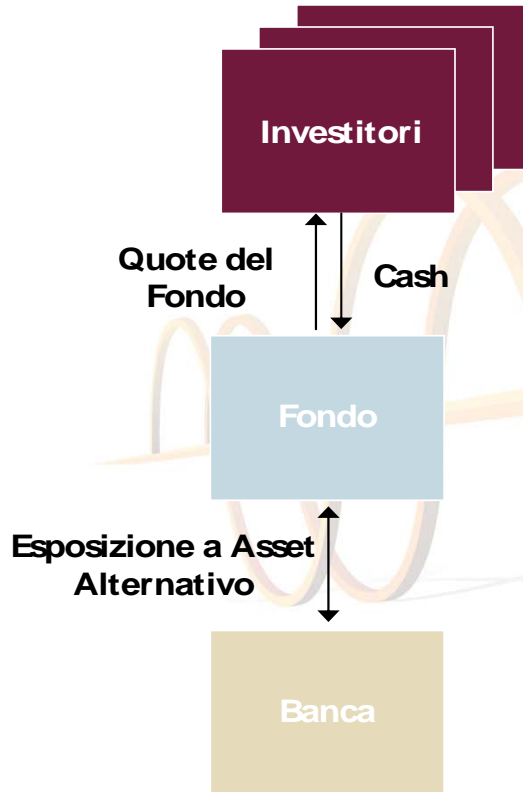 Investitori
Quote del
Fondo
Cash
Fondo
Esposizione a Asset
Alternativo
Banca